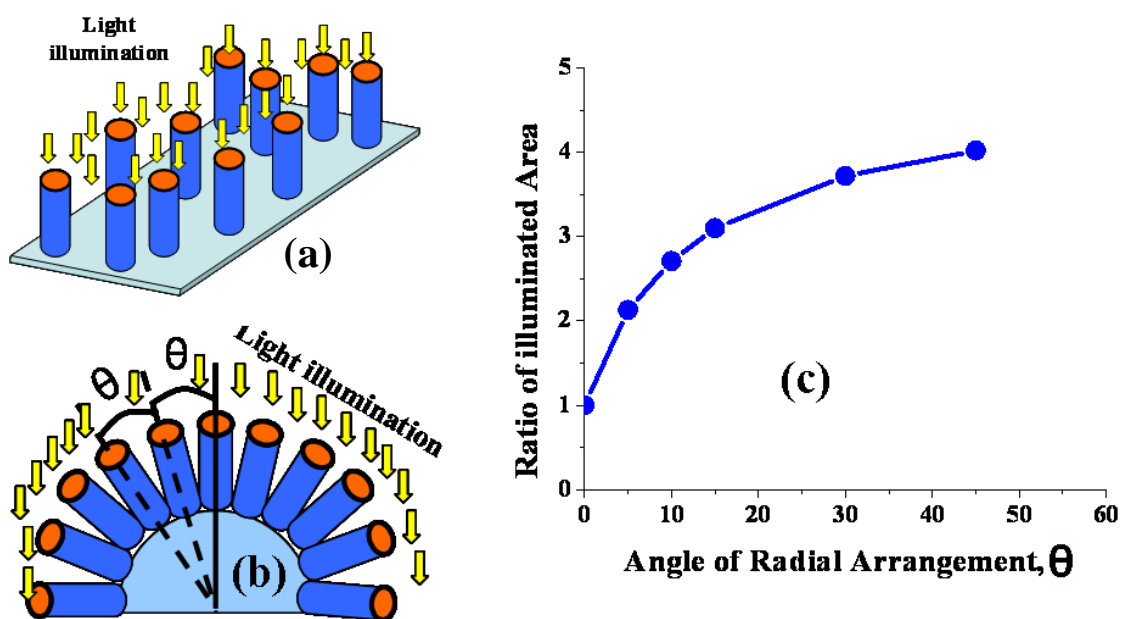 Light
illumination
(a)
θ
θ
Light illumination
(b)
Ratio of illuminated Area
5
4
3
2
1
0
(c)
0 10 20 30 40 50 60
Angle of Radial Arrangement, θ